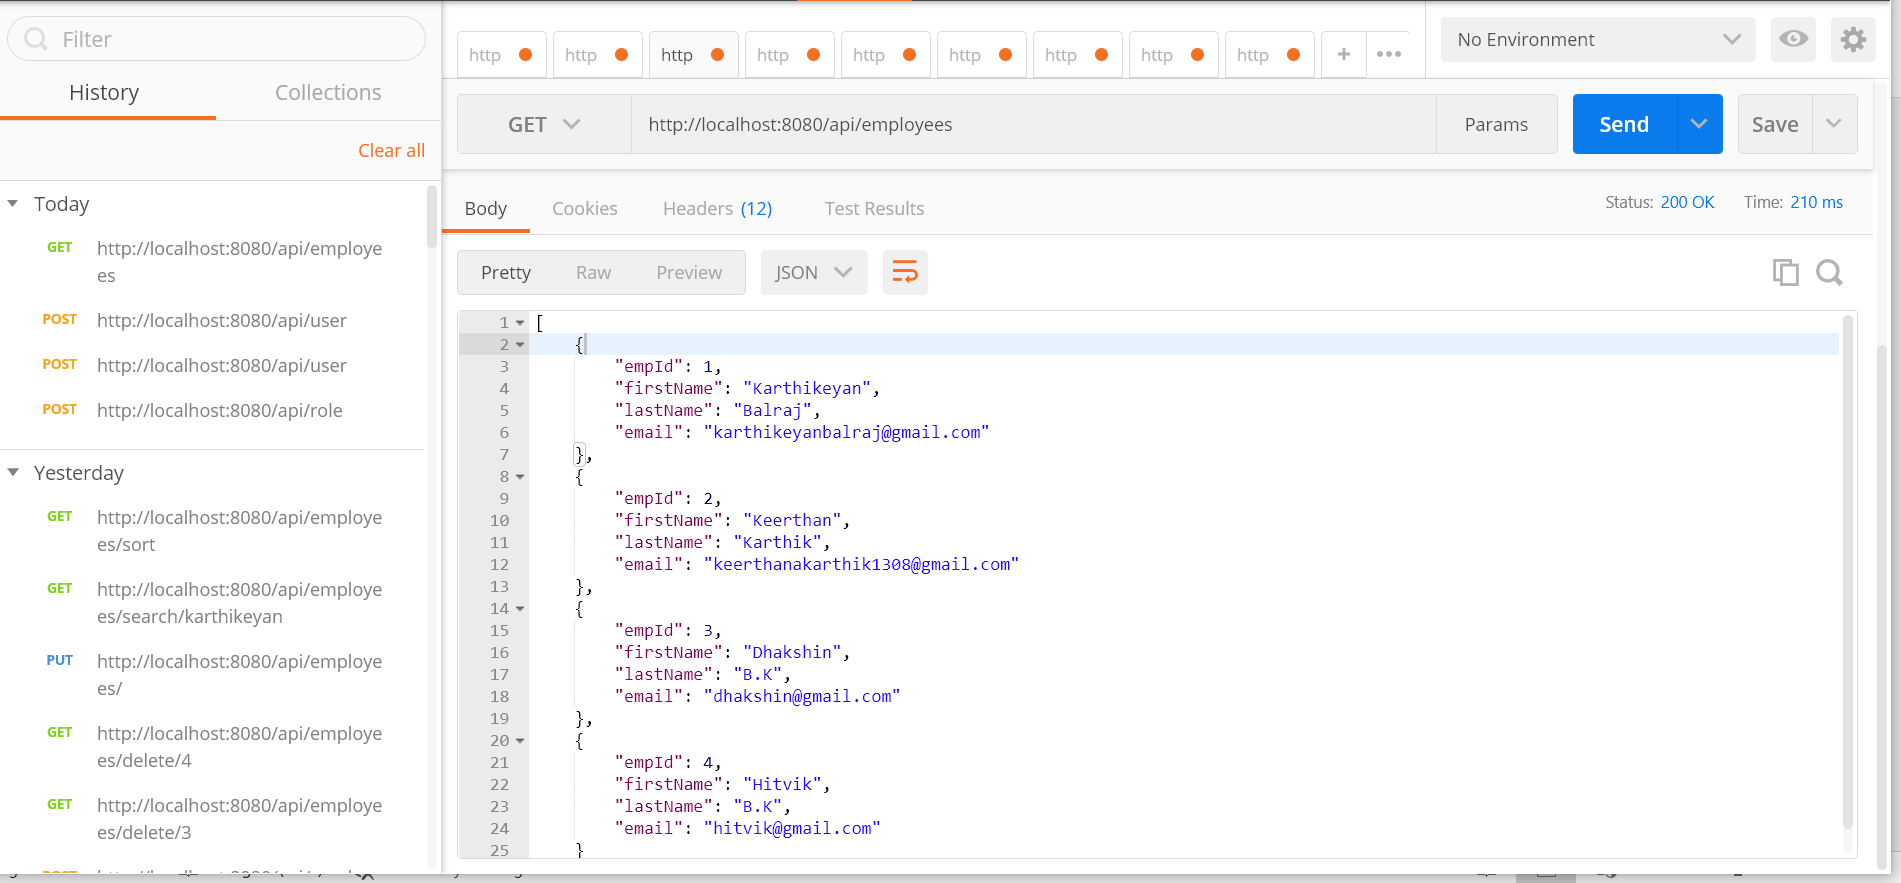 Filter
History Collections
Clear all
Today
GET http://localhost:8080/api/employe
es
POST http://localhost:8080/api/user
POST http://localhost:8080/api/user
POST http://localhost:8080/api/role
Yesterday
GET http://localhost:8080/api/employe
es/sort
GET http://localhost:8080/api/employe
es/search/karthikeyan
PUT http://localhost:8080/api/employe
es/
GET http://localhost:8080/api/employe
es/delete/4
GET http://localhost:8080/api/employe
es/delete/3
http http http http http http http http http + •••
No Environment
GET http://localhost:8080/api/employees Params Send Save
Body Cookies Headers (12) Test Results Status: 200 OK Time: 210 ms
Pretty Raw Preview JSON
1 [
2 {
3 "empId": 1,
4 "firstName": "Karthikeyan",
5 "lastName": "Balraj",
6 "email": "karthikeyanbalraj@gmail.com"
7 },
8 {
9 "empId": 2,
10 "firstName": "Keerthan",
11 "lastName": "Karthik",
12 "email": "keerthanakarthik1308@gmail.com"
13 },
14 {
15 "empId": 3,
16 "firstName": "Dhakshin",
17 "lastName": "B.K",
18 "email": "dhakshin@gmail.com"
19 },
20 {
21 "empId": 4,
22 "firstName": "Hitvik",
23 "lastName": "B.K",
24 "email": "hitvik@gmail.com"
25 }